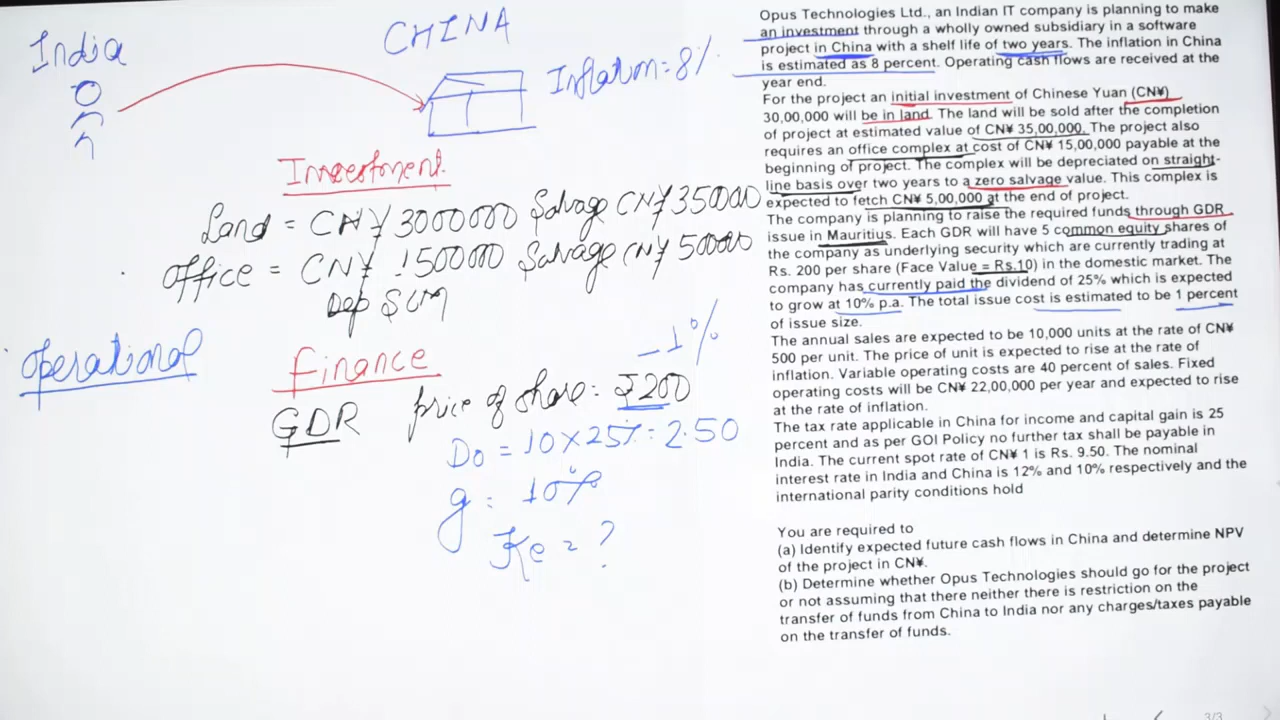 India
CHINA
Inflation = 8%
Investment
Land = CN¥ 3000000 Salvage CN¥ 3500000
Office = CN¥ 1500000 Salvage CN¥ 500000
Dep SLM
Operational
Finance
-1%
GDR Price of share: ₹200
Do = 10 x 25% = 2.50
g = 10%
Ke = ?
Opus Technologies Ltd., an Indian IT company is planning to make
an investment through a wholly owned subsidiary in a software
project in China with a shelf life of two years. The inflation in China
is estimated as 8 percent. Operating cash flows are received at the
year end.
For the project an initial investment of Chinese Yuan (CN¥)
30,00,000 will be in land. The land will be sold after the completion
of project at estimated value of CN¥ 35,00,000. The project also
requires an office complex at cost of CN¥ 15,00,000 payable at the
beginning of project. The complex will be depreciated on straight-
line basis over two years to a zero salvage value. This complex is
expected to fetch CN¥ 5,00,000 at the end of project.
The company is planning to raise the required funds through GDR
issue in Mauritius. Each GDR will have 5 common equity shares of
the company as underlying security which are currently trading at
Rs. 200 per share (Face Value = Rs.10) in the domestic market. The
company has currently paid the dividend of 25% which is expected
to grow at 10% p.a. The total issue cost is estimated to be 1 percent
of issue size.
The annual sales are expected to be 10,000 units at the rate of CN¥
500 per unit. The price of unit is expected to rise at the rate of
inflation. Variable operating costs are 40 percent of sales. Fixed
operating costs will be CN¥ 22,00,000 per year and expected to rise
at the rate of inflation.
The tax rate applicable in China for income and capital gain is 25
percent and as per GOI Policy no further tax shall be payable in
India. The current spot rate of CN¥ 1 is Rs. 9.50. The nominal
interest rate in India and China is 12% and 10% respectively and the
international parity conditions hold
You are required to
(a) Identify expected future cash flows in China and determine NPV
of the project in CN¥.
(b) Determine whether Opus Technologies should go for the project
or not assuming that there neither there is restriction on the
transfer of funds from China to India nor any charges/taxes payable
on the transfer of funds.
3/3